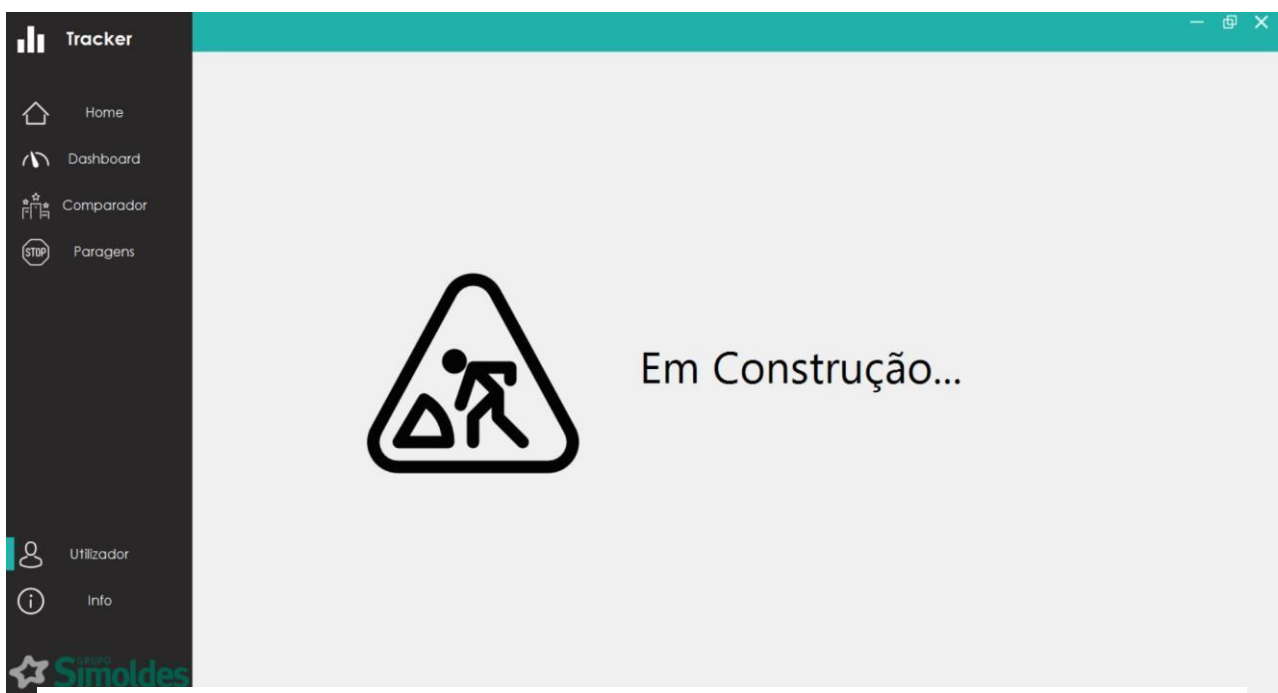 Tracker
Home
Dashboard
Comparador
STOP Paragens
Em Construção...
Utilizador
Info
GRUPO
Simoldes